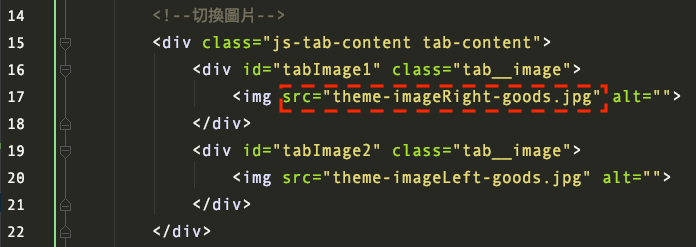 14 <!--切換圖片-->
15 <div class="js-tab-content tab-content">
16 <div id="tabImage1" class="tab__image">
17 <img src="theme-imageRight-goods.jpg" alt="">
18 </div>
19 <div id="tabImage2" class="tab__image">
20 <img src="theme-imageLeft-goods.jpg" alt="">
21 </div>
22 </div>